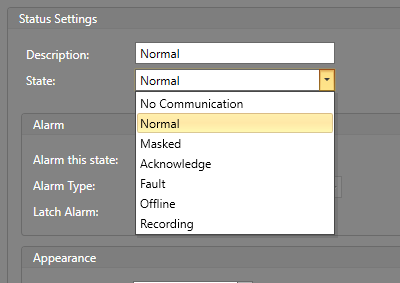 Status Settings
Description: Normal
State: Normal
No Communication
Normal
Masked
Acknowledge
Fault
Offline
Recording
Alarm
Alarm this state:
Alarm Type:
Latch Alarm:
Appearance